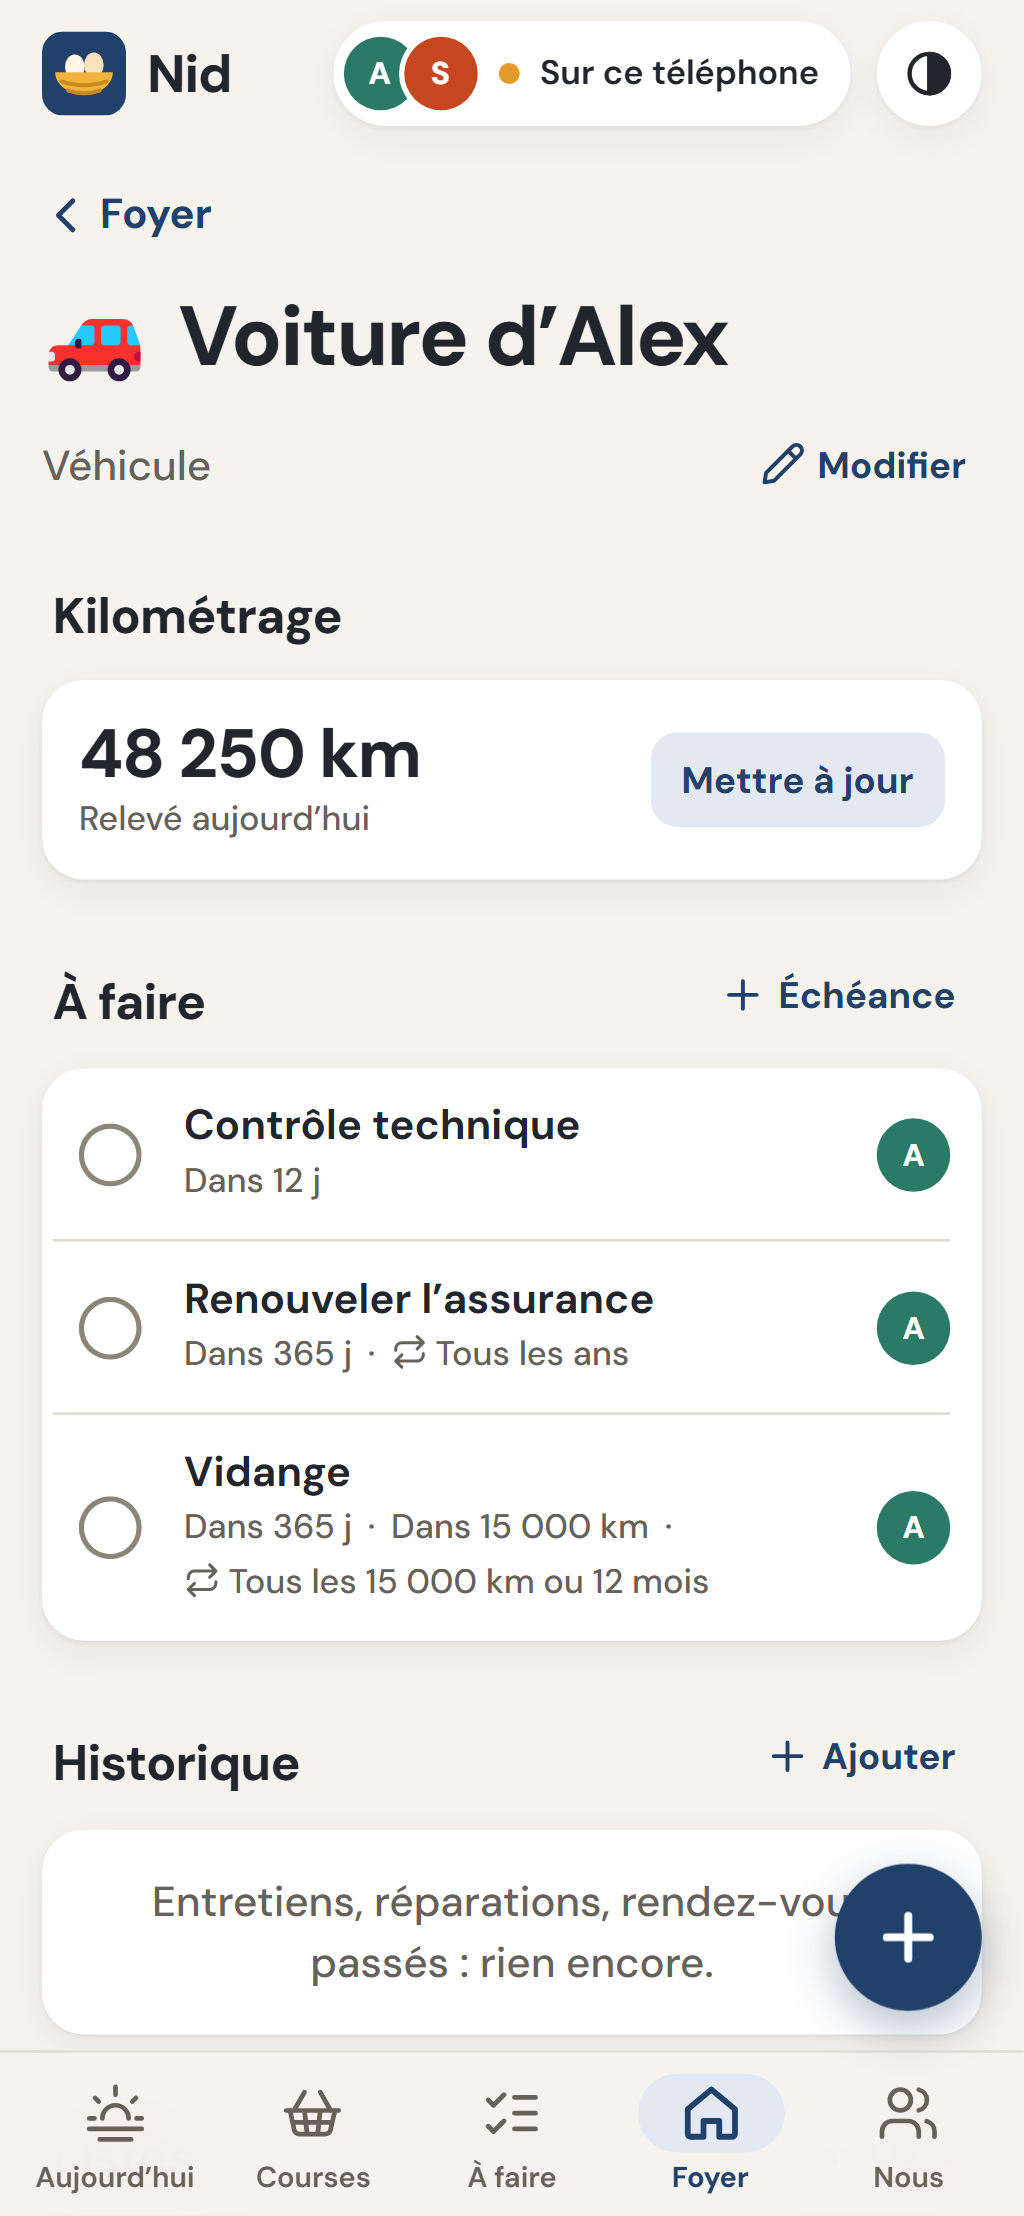 Nid
A
S
Sur ce téléphone
Foyer
Voiture d’Alex
Véhicule
Modifier
Kilométrage
48 250 km
Relevé aujourd’hui
Mettre à jour
À faire
Échéance
Contrôle technique
Dans 12 j
A
Renouveler l’assurance
Dans 365 j · Tous les ans
A
Vidange
Dans 365 j · Dans 15 000 km ·
Tous les 15 000 km ou 12 mois
A
Historique
Ajouter
Entretiens, réparations, rendez-vou
passés : rien encore.
Aujourd’hui
Courses
À faire
Foyer
Nous